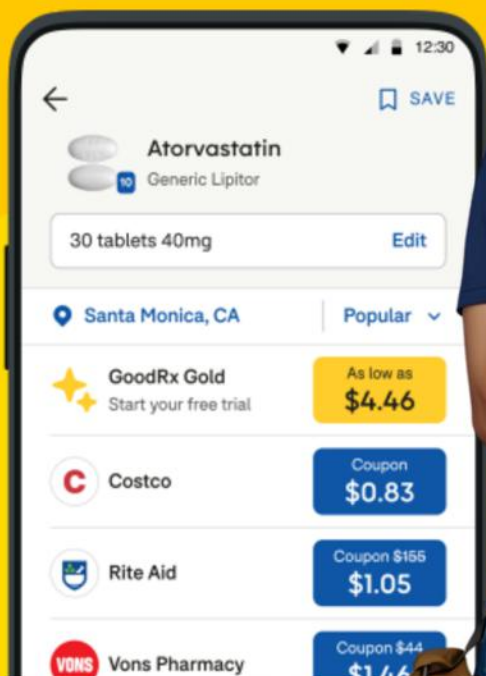 12:30
SAVE
Atorvastatin
10
Generic Lipitor
30 tablets 40mg Edit
Santa Monica, CA Popular
GoodRx Gold As low as
Start your free trial $4.46
C Costco Coupon
$0.83
Rite Aid Coupon $155
$1.05
VONS Vons Pharmacy Coupon $44
$1.46